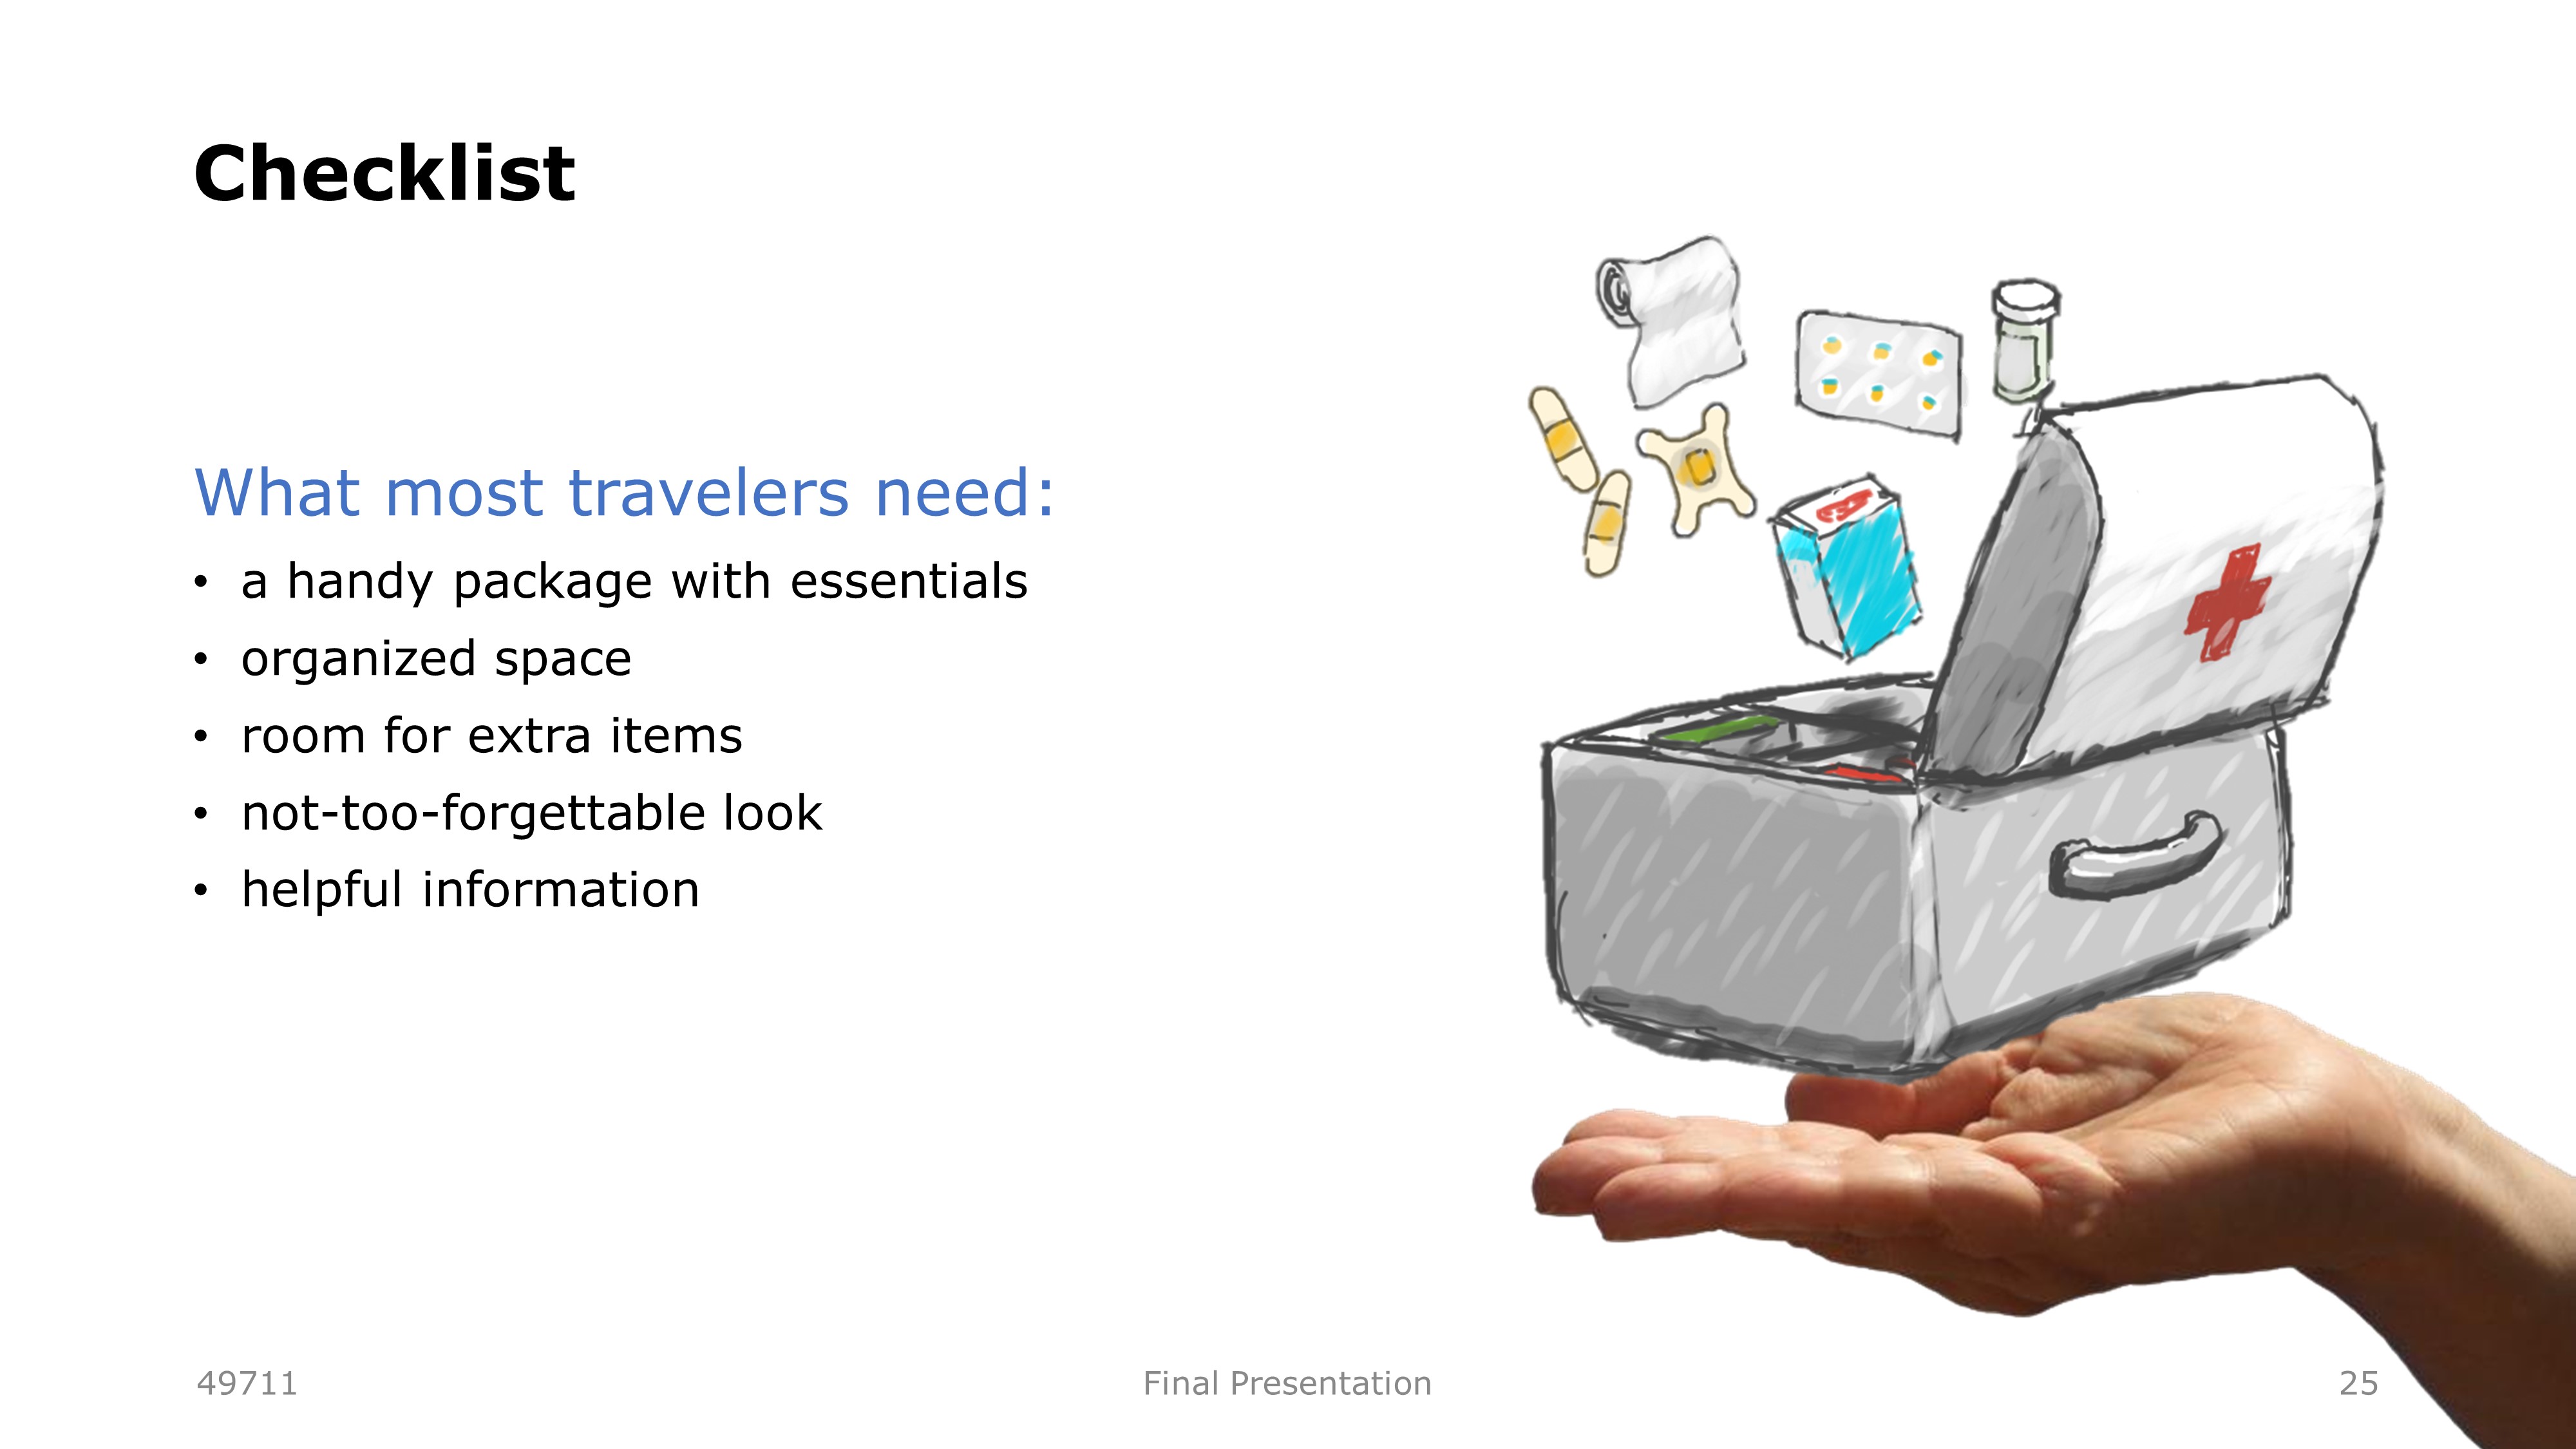 Checklist
What most travelers need:
• a handy package with essentials
• organized space
• room for extra items
• not-too-forgettable look
• helpful information
49711
Final Presentation
25